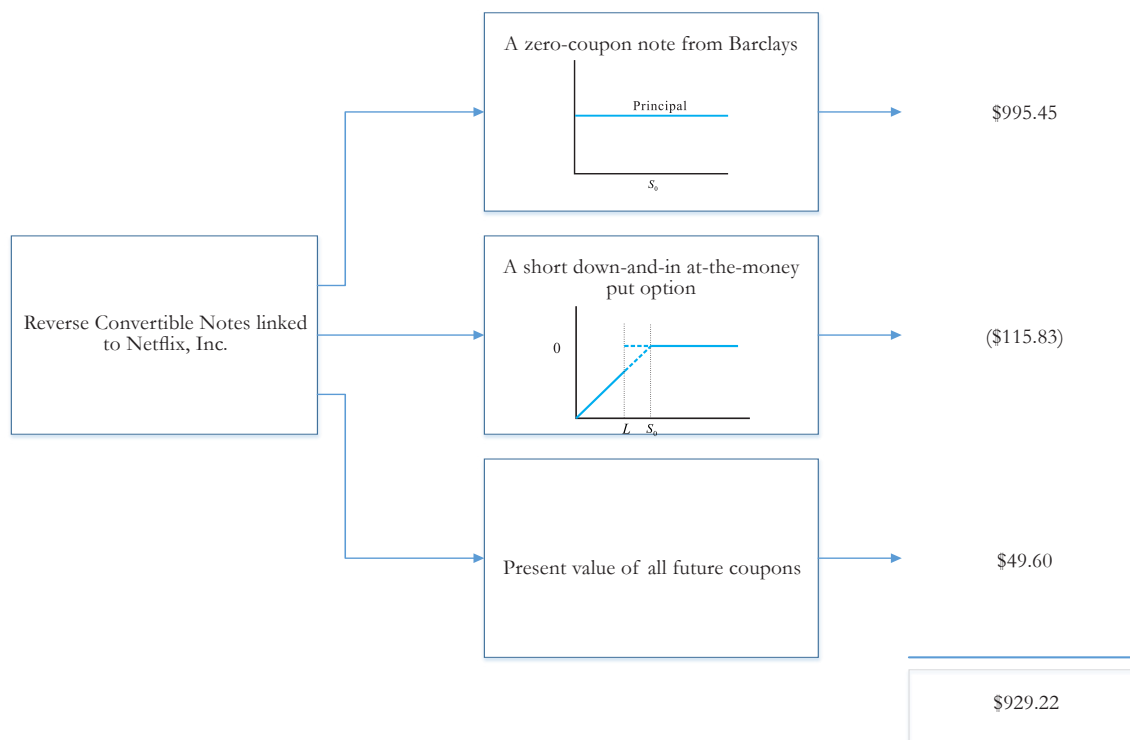 A zero-coupon note from Barclays
Principal
S₀
$995.45
Reverse Convertible Notes linked
to Netflix, Inc.
A short down-and-in at-the-money
put option
0
L S₀
($115.83)
Present value of all future coupons
$49.60
$929.22